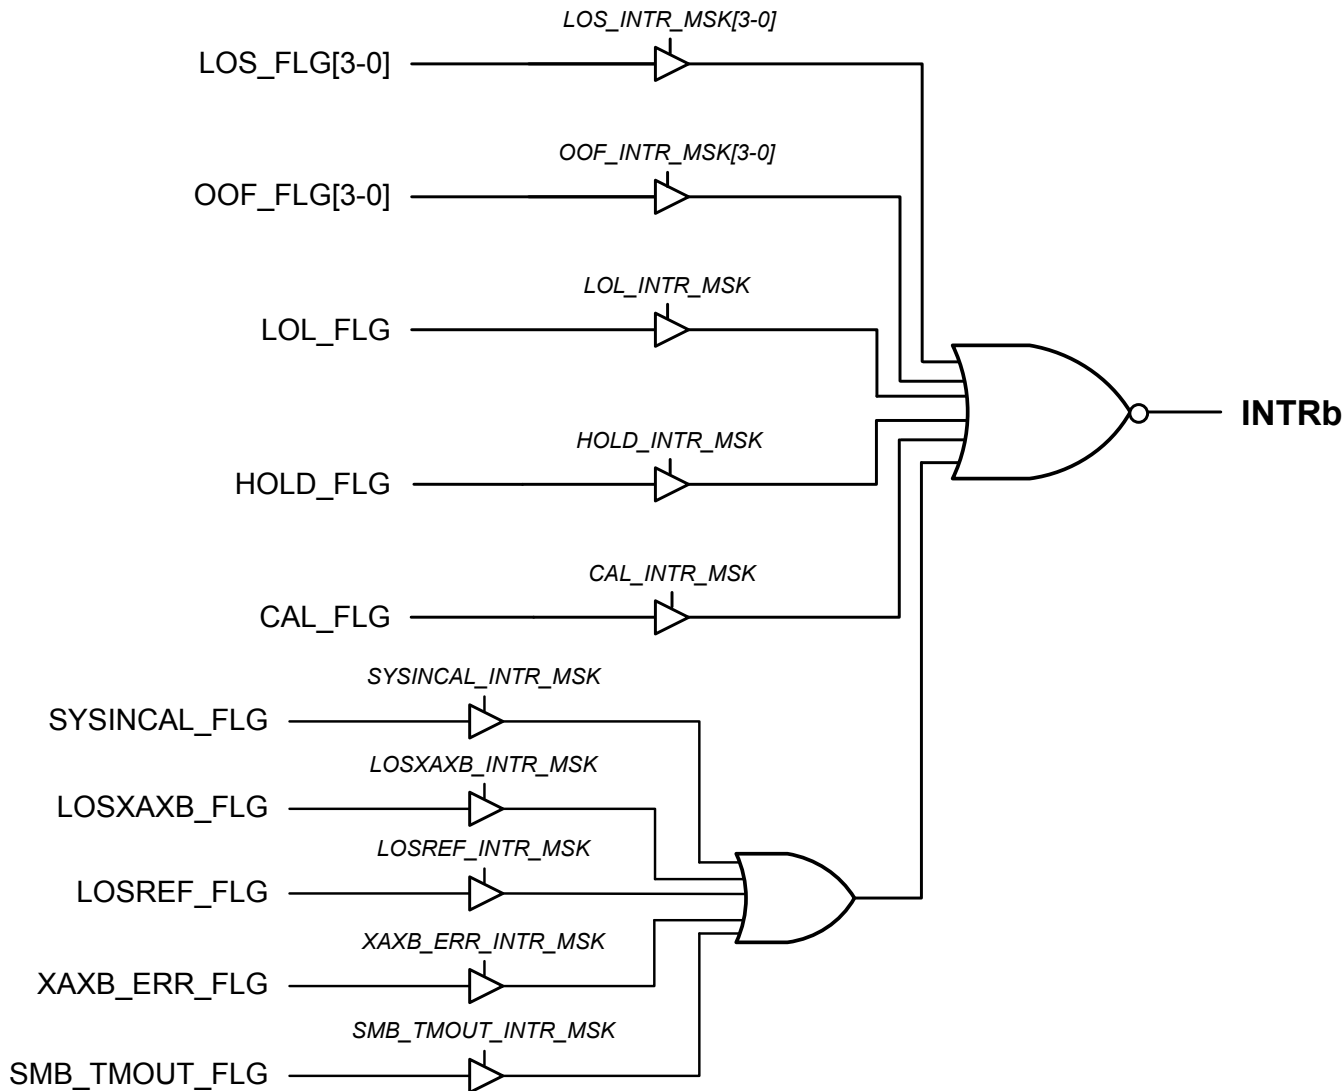 LOS_INTR_MSK[3-0]
LOS_FLG[3-0]
OOF_INTR_MSK[3-0]
OOF_FLG[3-0]
LOL_INTR_MSK
LOL_FLG
INTRb
HOLD_INTR_MSK
HOLD_FLG
CAL_INTR_MSK
CAL_FLG
SYSINCAL_INTR_MSK
SYSINCAL_FLG
LOSXAXB_INTR_MSK
LOSXAXB_FLG
LOSREF_INTR_MSK
LOSREF_FLG
XAXB_ERR_INTR_MSK
XAXB_ERR_FLG
SMB_TMOUT_INTR_MSK
SMB_TMOUT_FLG